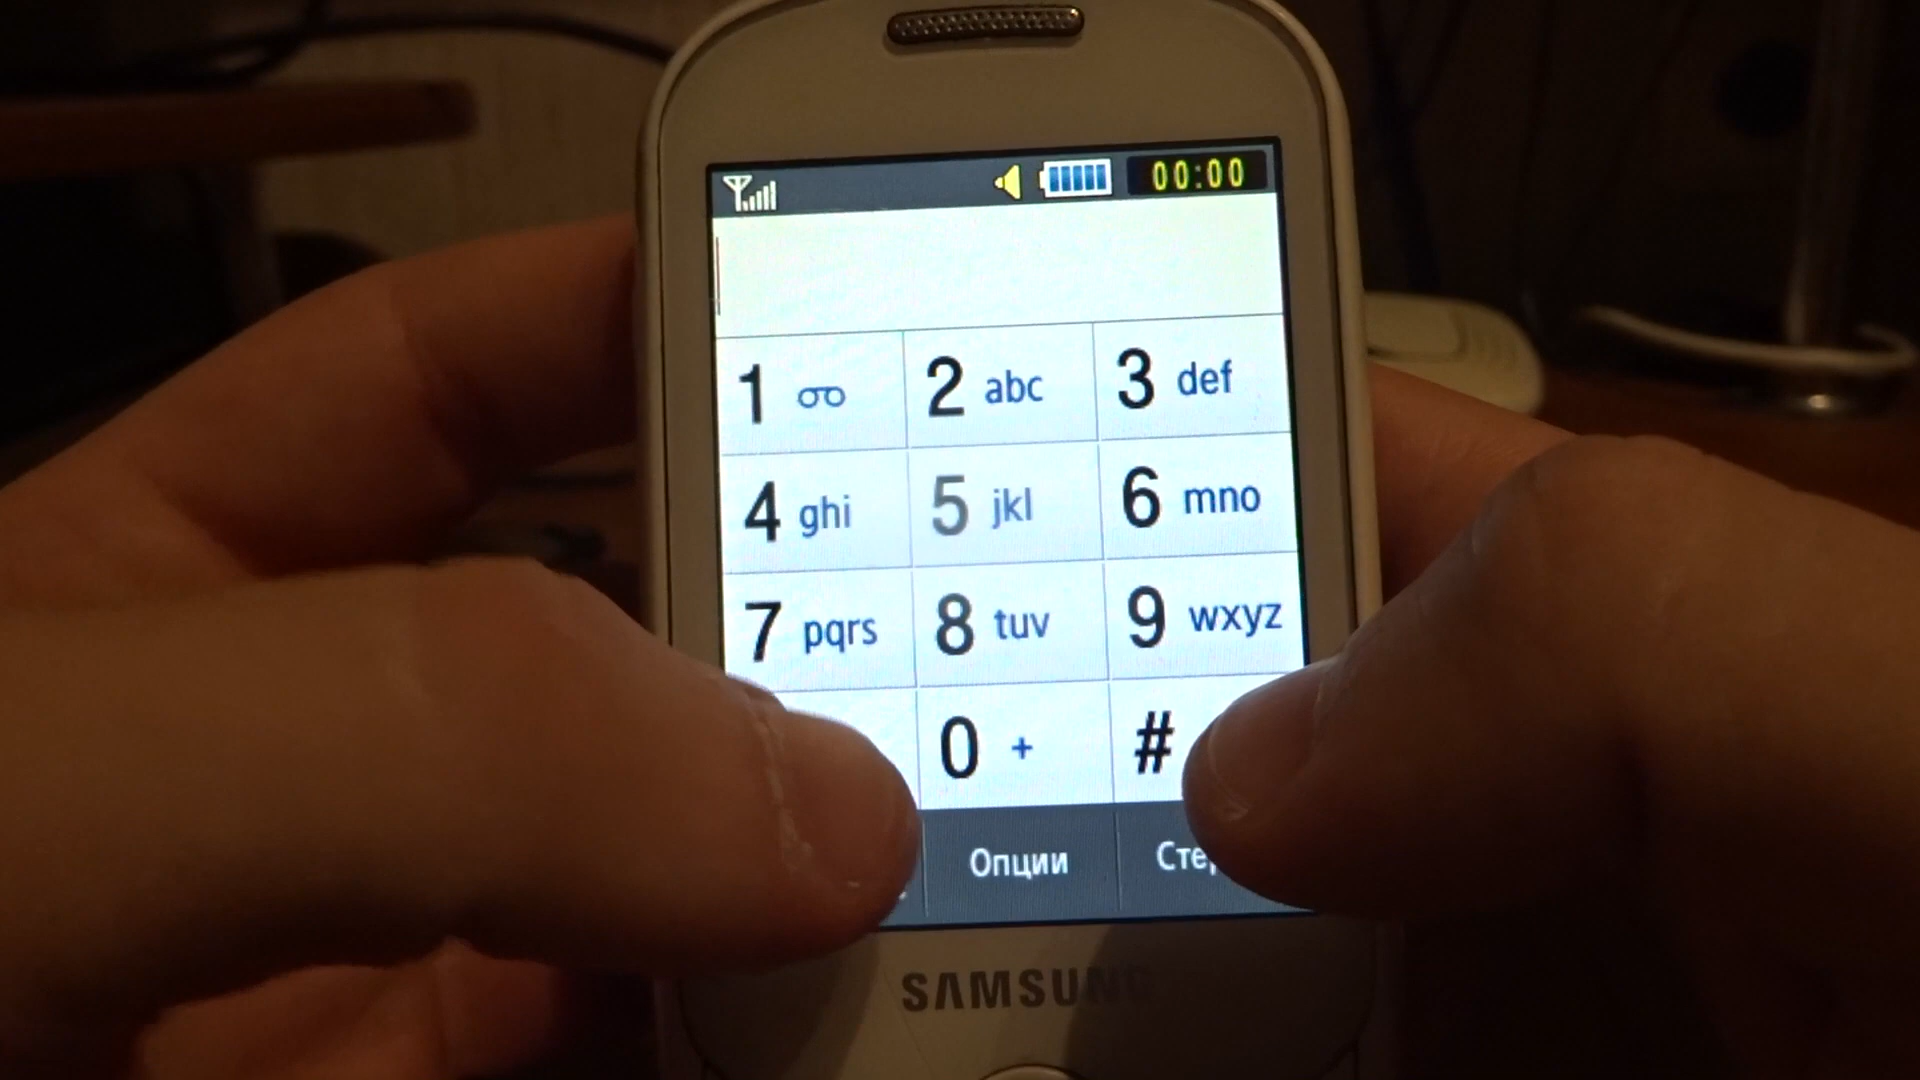 00:00
1 2 abc 3 def
4 ghi 5 jkl 6 mno
7 pqrs 8 tuv 9 wxyz
0 + #
Опции
SAMSUNG